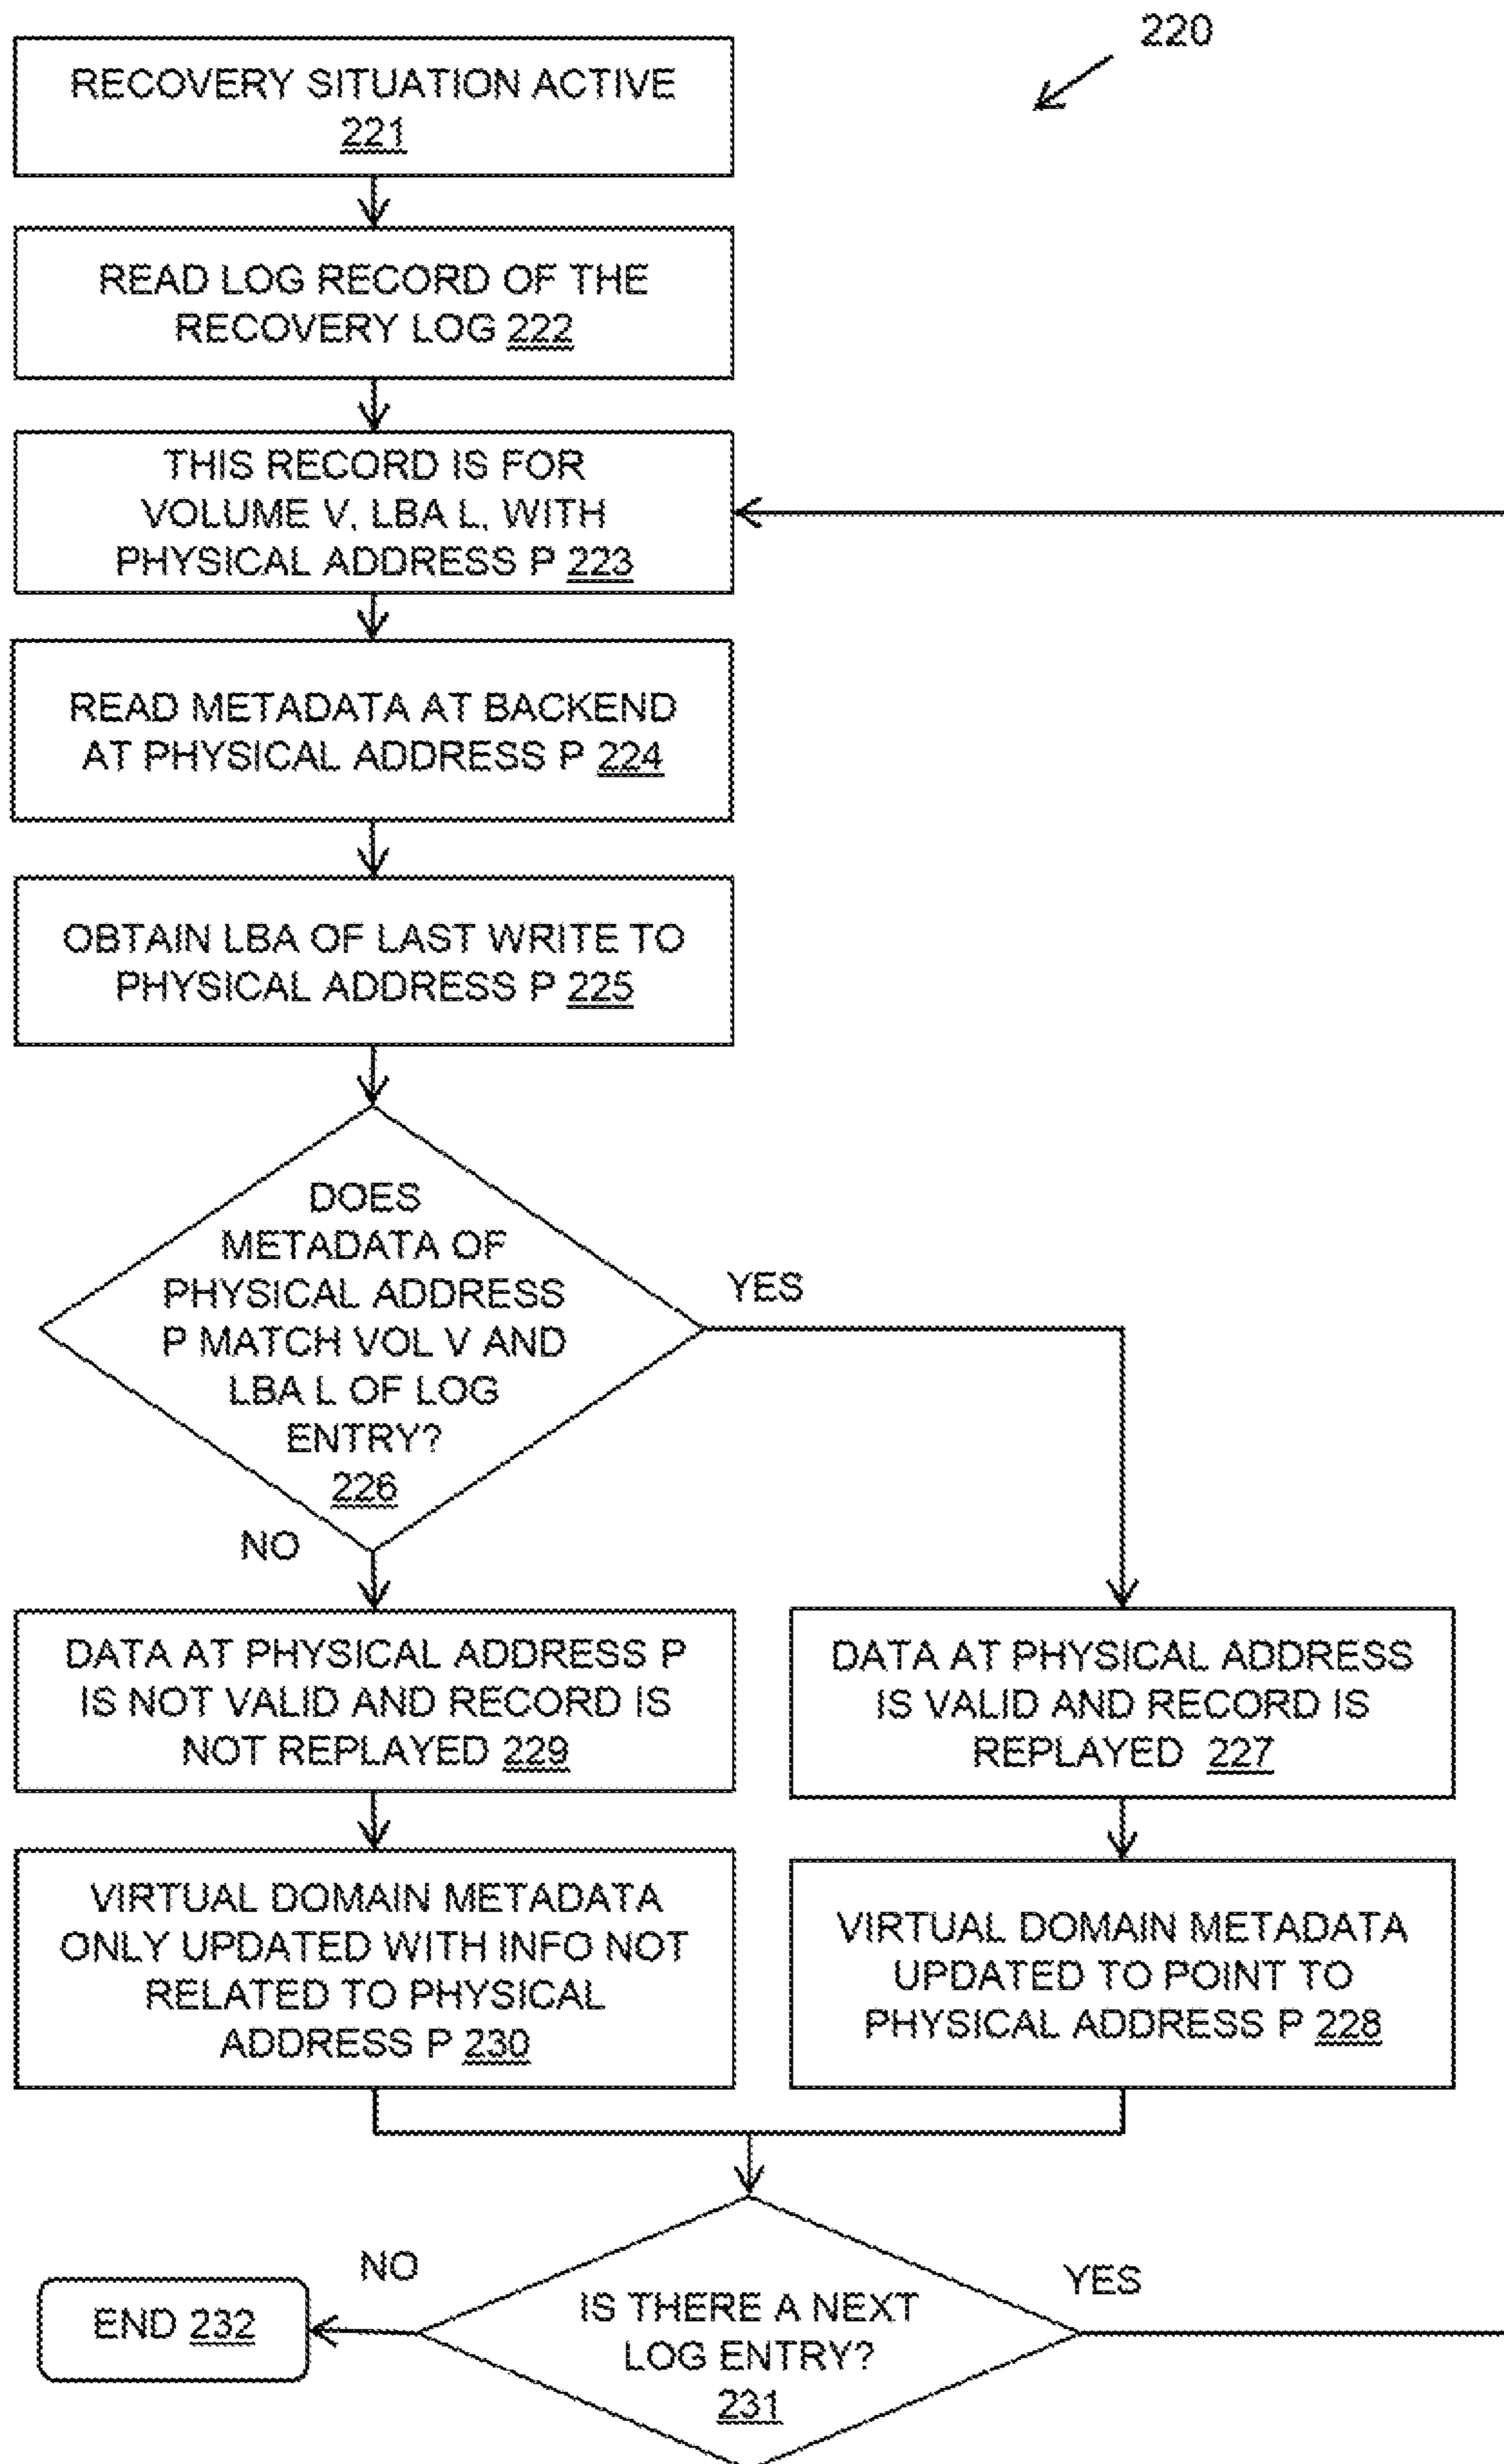 220
RECOVERY SITUATION ACTIVE
221
READ LOG RECORD OF THE
RECOVERY LOG 222
THIS RECORD IS FOR
VOLUME V, LBA L, WITH
PHYSICAL ADDRESS P 223
READ METADATA AT BACKEND
AT PHYSICAL ADDRESS P 224
OBTAIN LBA OF LAST WRITE TO
PHYSICAL ADDRESS P 225
DOES
METADATA OF
PHYSICAL ADDRESS
P MATCH VOL V AND
LBA L OF LOG
ENTRY?
226
YES
NO
DATA AT PHYSICAL ADDRESS P
IS NOT VALID AND RECORD IS
NOT REPLAYED 229
DATA AT PHYSICAL ADDRESS
IS VALID AND RECORD IS
REPLAYED 227
VIRTUAL DOMAIN METADATA
ONLY UPDATED WITH INFO NOT
RELATED TO PHYSICAL
ADDRESS P 230
VIRTUAL DOMAIN METADATA
UPDATED TO POINT TO
PHYSICAL ADDRESS P 228
NO
YES
IS THERE A NEXT
LOG ENTRY?
231
END 232